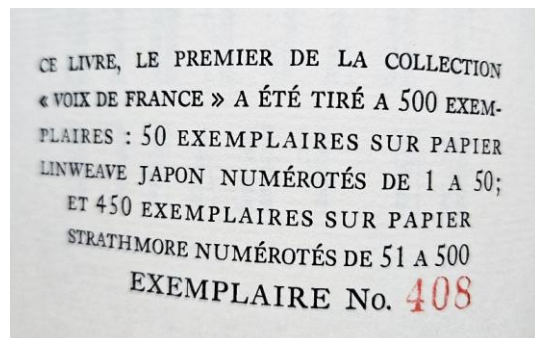 CE LIVRE, LE PREMIER DE LA COLLECTION
« VOIX DE FRANCE » A ÉTÉ TIRÉ A 500 EXEM-
PLAIRES : 50 EXEMPLAIRES SUR PAPIER
LINWEAVE JAPON NUMÉROTÉS DE 1 A 50;
ET 450 EXEMPLAIRES SUR PAPIER
STRATHMORE NUMÉROTÉS DE 51 A 500
EXEMPLAIRE No. 408